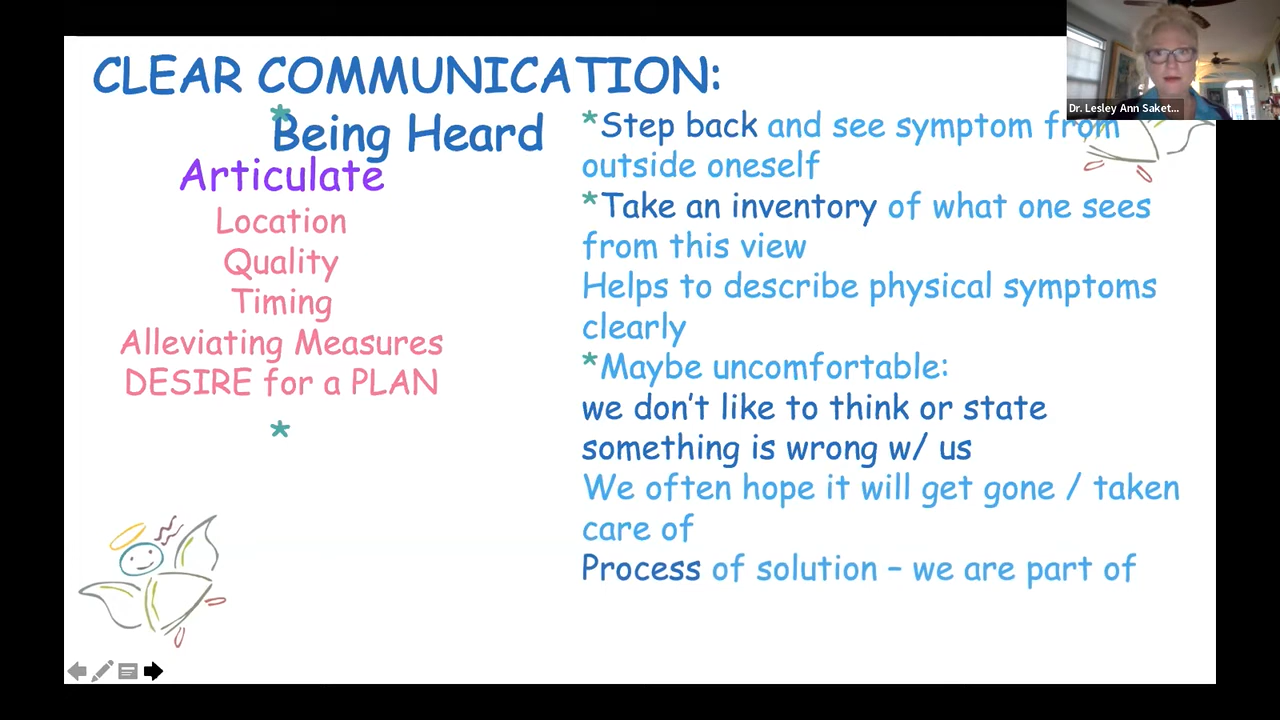 CLEAR COMMUNICATION:
*
Being Heard
Articulate
Location
Quality
Timing
Alleviating Measures
DESIRE for a PLAN
*
*Step back and see symptom from
outside oneself
*Take an inventory of what one sees
from this view
Helps to describe physical symptoms
clearly
*Maybe uncomfortable:
we don't like to think or state
something is wrong w/ us
We often hope it will get gone / taken
care of
Process of solution – we are part of
Dr. Lesley Ann Saket...